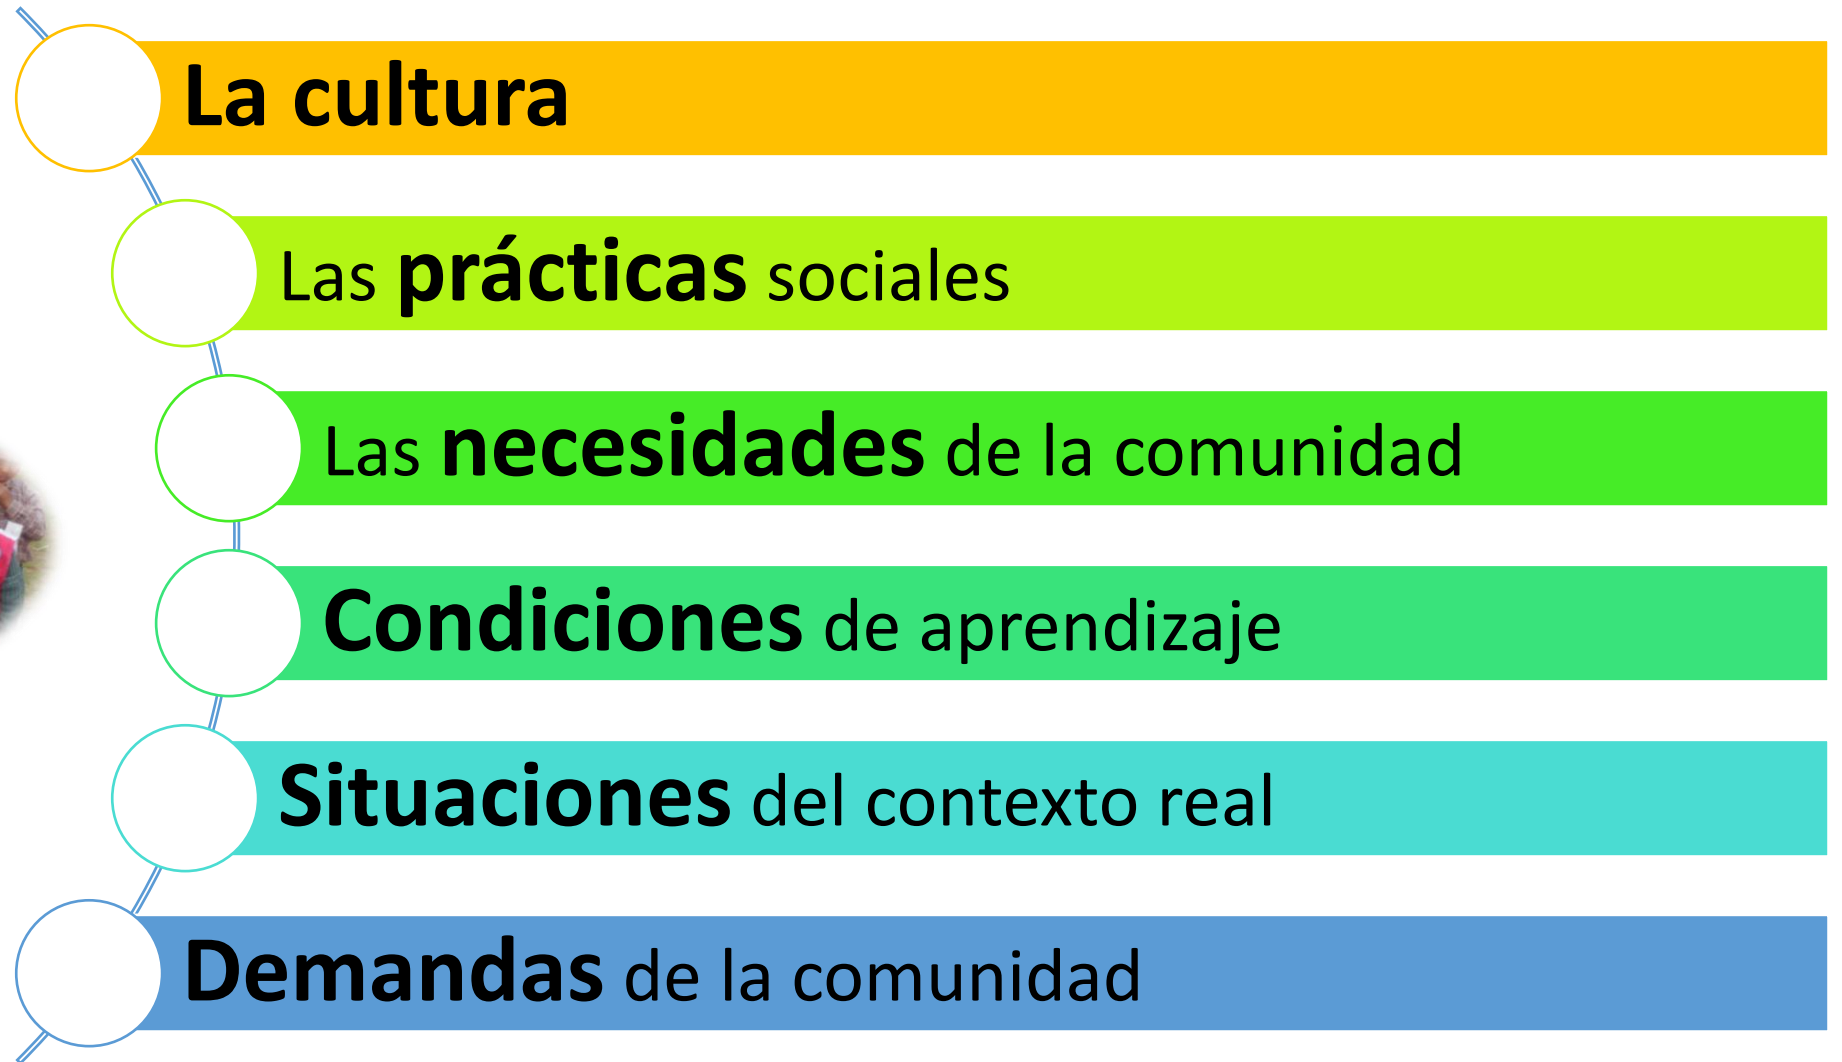 La cultura
Las prácticas sociales
Las necesidades de la comunidad
Condiciones de aprendizaje
Situaciones del contexto real
Demandas de la comunidad